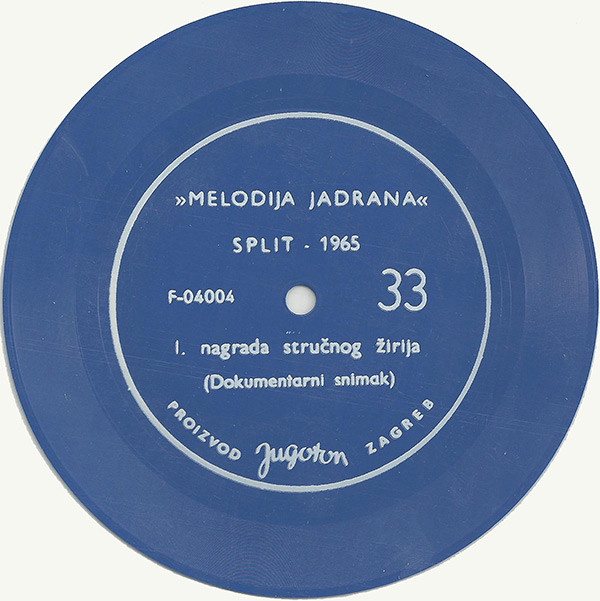 »MELODIJA JADRANA«
SPLIT - 1965
F-04004 33
I. nagrada stručnog žirija
(Dokumentarni snimak)
PROIZVOD Jugoton ZAGREB